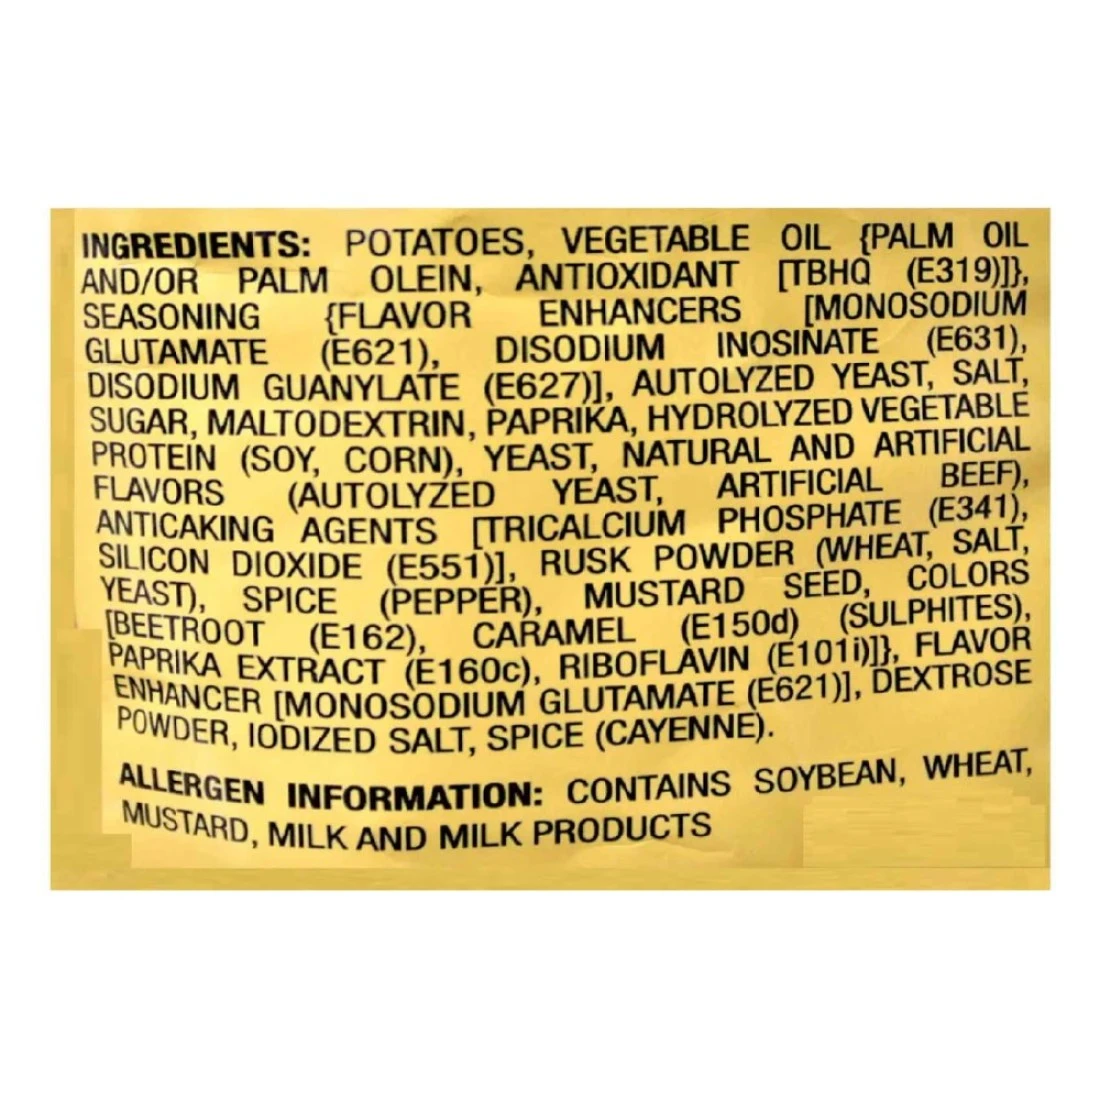 INGREDIENTS: POTATOES, VEGETABLE OIL {PALM OIL
AND/OR PALM OLEIN, ANTIOXIDANT [TBHQ (E319)]},
SEASONING {FLAVOR ENHANCERS [MONOSODIUM
GLUTAMATE (E621), DISODIUM INOSINATE (E631),
DISODIUM GUANYLATE (E627)], AUTOLYZED YEAST, SALT,
SUGAR, MALTODEXTRIN, PAPRIKA, HYDROLYZED VEGETABLE
PROTEIN (SOY, CORN), YEAST, NATURAL AND ARTIFICIAL
FLAVORS (AUTOLYZED YEAST, ARTIFICIAL BEEF),
ANTICAKING AGENTS [TRICALCIUM PHOSPHATE (E341),
SILICON DIOXIDE (E551)], RUSK POWDER (WHEAT, SALT,
YEAST), SPICE (PEPPER), MUSTARD SEED, COLORS
[BEETROOT (E162), CARAMEL (E150d) (SULPHITES),
PAPRIKA EXTRACT (E160c), RIBOFLAVIN (E101i)]}, FLAVOR
ENHANCER [MONOSODIUM GLUTAMATE (E621)], DEXTROSE
POWDER, IODIZED SALT, SPICE (CAYENNE).
ALLERGEN INFORMATION: CONTAINS SOYBEAN, WHEAT,
MUSTARD, MILK AND MILK PRODUCTS